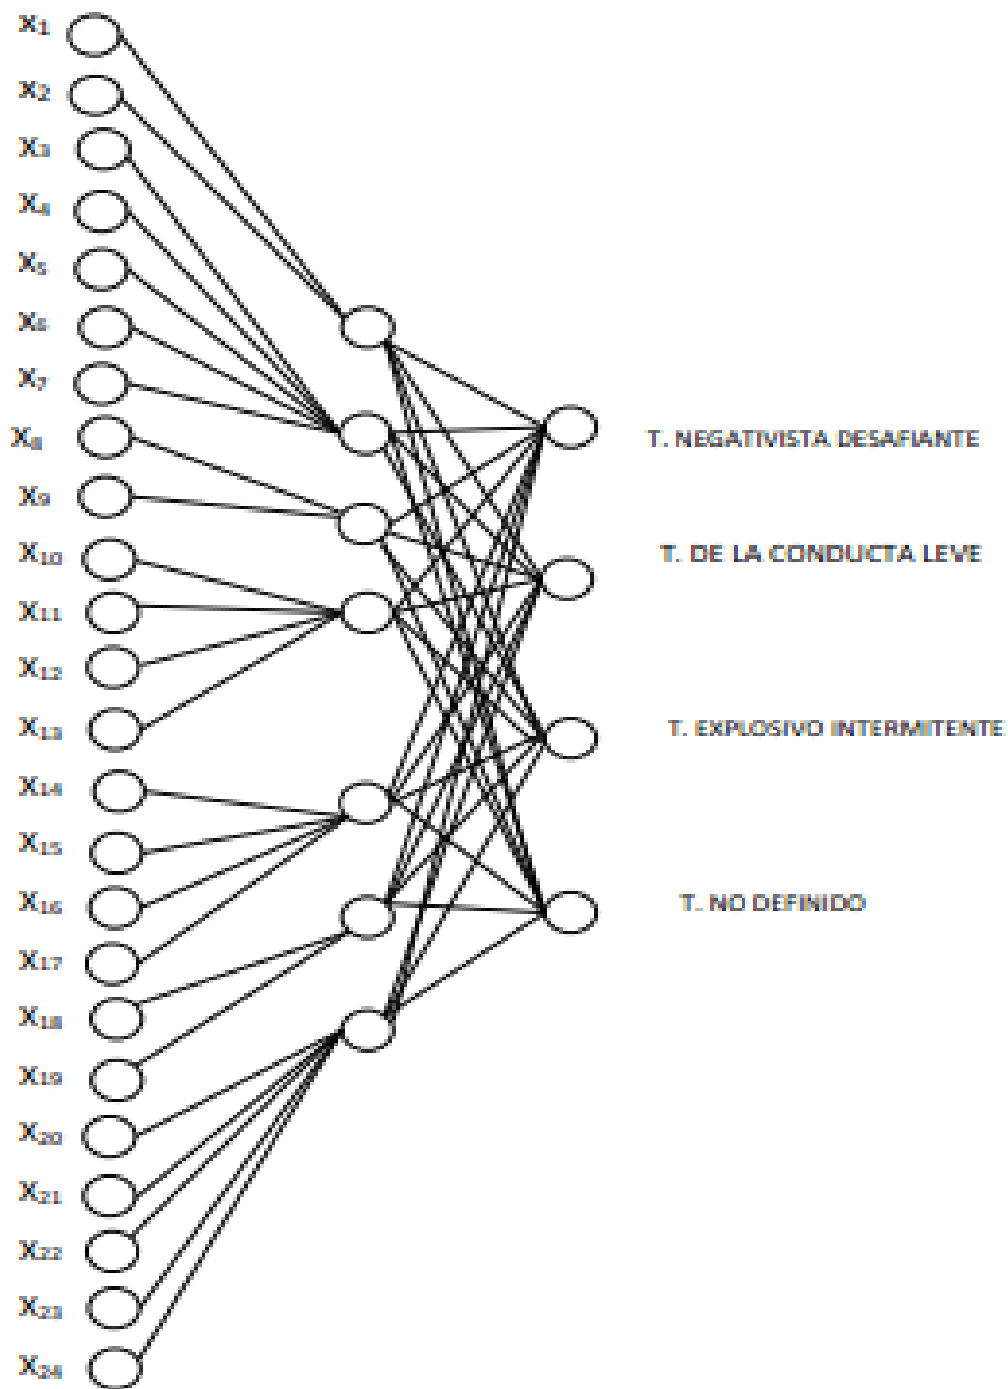 X1
X2
X3
X4
X5
X6
X7
X8
X9
X10
X11
X12
X13
X14
X15
X16
X17
X18
X19
X20
X21
X22
X23
X24
T. NEGATIVISTA DESAFIANTE
T. DE LA CONDUCTA LEVE
T. EXPLOSIVO INTERMITENTE
T. NO DEFINIDO